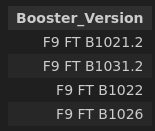 Booster_Version
F9 FT B1021.2
F9 FT B1031.2
F9 FT B1022
F9 FT B1026